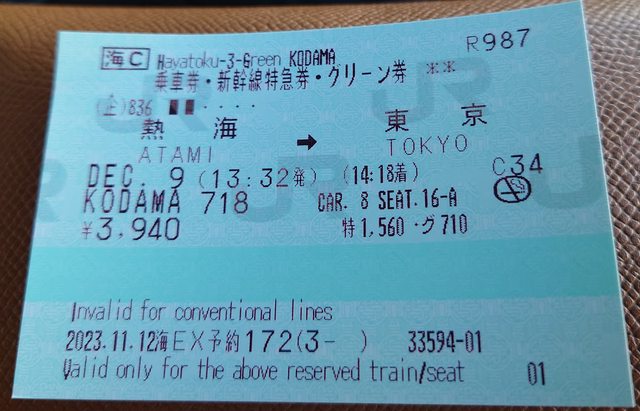 海C Hayatoku-3-Green KODAMA R987
乗車券・新幹線特急券・グリーン券 **
(企)836 ■■・・・・
熱海 ➡ 東京
ATAMI TOKYO
DEC. 9 (13:32発) (14:18着) C34
KODAMA 718 CAR. 8 SEAT.16-A
¥3,940 特1,560・グ710
Invalid for conventional lines
2023.11.12海EX予約172(3- ) 33594-01
Valid only for the above reserved train/seat 01